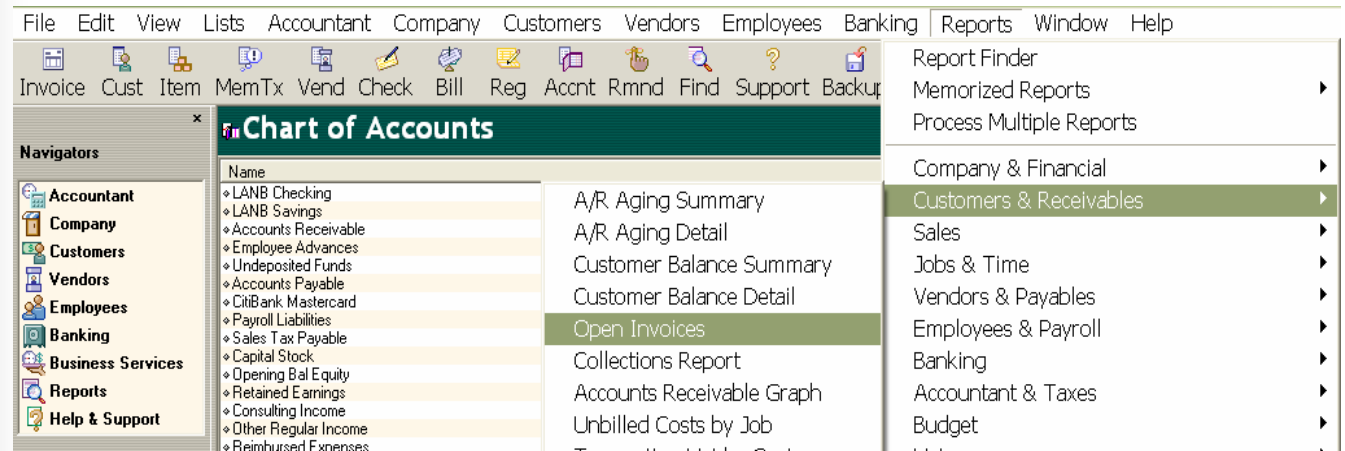 File Edit View Lists Accountant Company Customers Vendors Employees Banking Reports Window Help
Invoice Cust Item MemTx Vend Check Bill Reg Accnt Rmnd Find Support Backup
Navigators
Accountant
Company
Customers
Vendors
Employees
Banking
Business Services
Reports
Help & Support
Chart of Accounts
Name
LANB Checking
LANB Savings
Accounts Receivable
Employee Advances
Undeposited Funds
Accounts Payable
CitiBank Mastercard
Payroll Liabilities
Sales Tax Payable
Capital Stock
Opening Bal Equity
Retained Earnings
Consulting Income
Other Regular Income
Reimbursed Expenses
A/R Aging Summary
A/R Aging Detail
Customer Balance Summary
Customer Balance Detail
Open Invoices
Collections Report
Accounts Receivable Graph
Unbilled Costs by Job
Report Finder
Memorized Reports
Process Multiple Reports
Company & Financial
Customers & Receivables
Sales
Jobs & Time
Vendors & Payables
Employees & Payroll
Banking
Accountant & Taxes
Budget